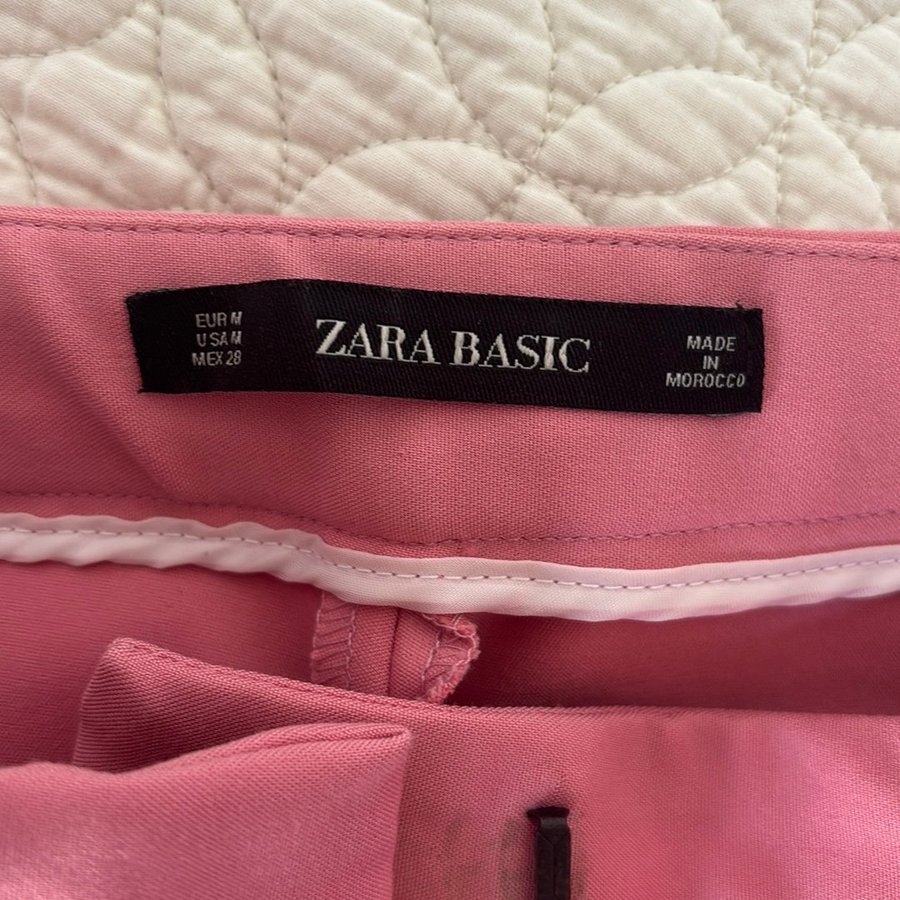 EUR M
USA M
MEX 28
ZARA BASIC
MADE
IN
MOROCCO